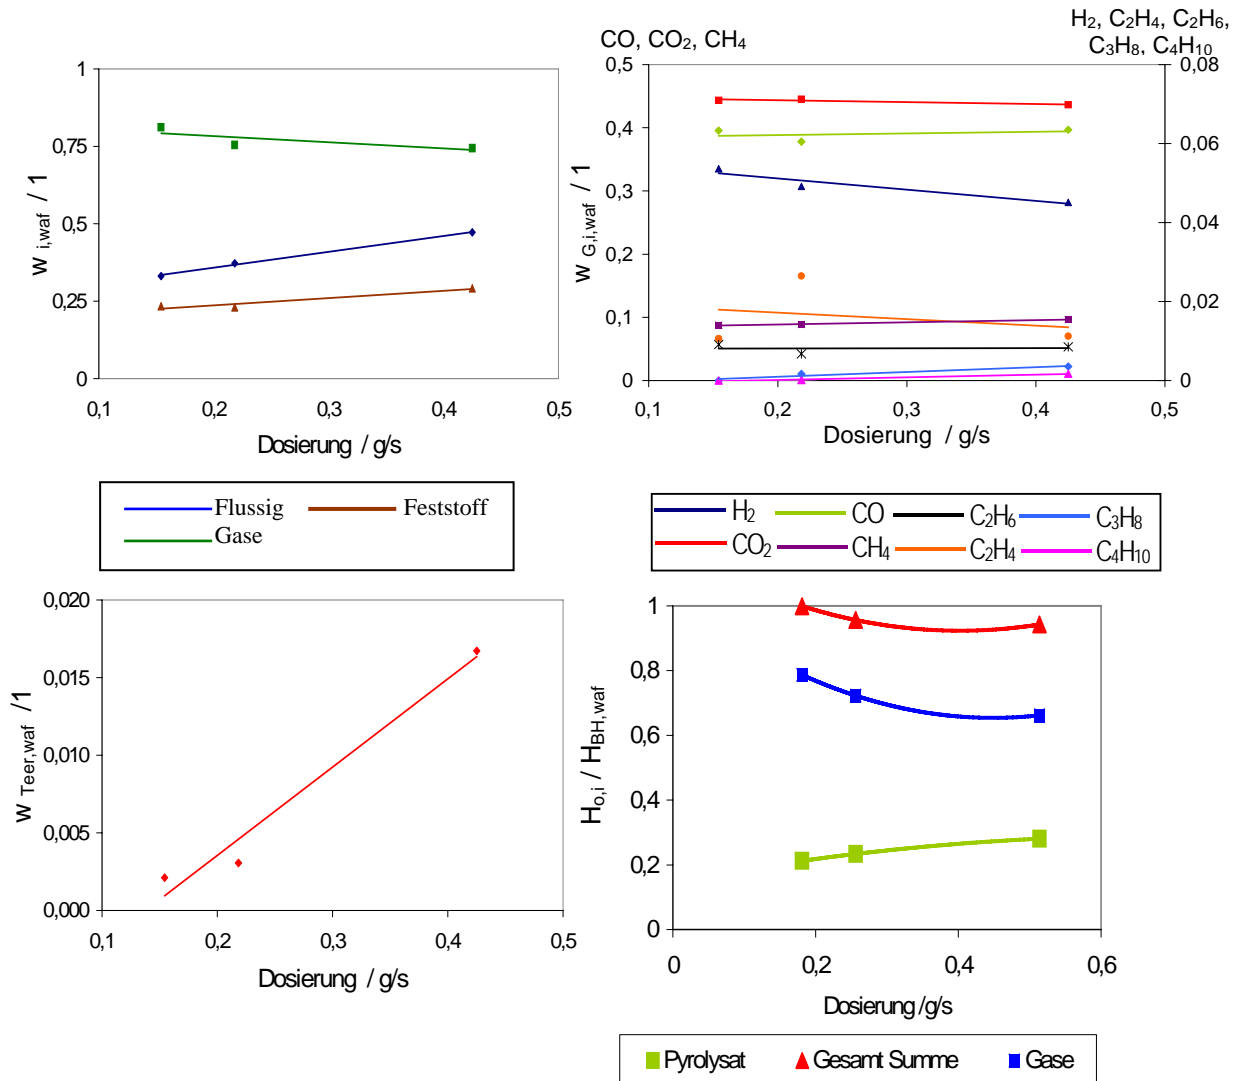 CO, CO₂, CH₄
H₂, C₂H₄, C₂H₆,
C₃H₈, C₄H₁₀
1
0,75
0,5
0,25
0
0,1
0,2
0,3
0,4
0,5
w i,waf / 1
Dosierung / g/s
0,5
0,4
0,3
0,2
0,1
0
0,08
0,06
0,04
0,02
0
0,1
0,2
0,3
0,4
0,5
w G,i,waf / 1
Dosierung / g/s
Flussig
Feststoff
Gase
H₂
CO
C₂H₆
C₃H₈
CO₂
CH₄
C₂H₄
C₄H₁₀
0,020
0,015
0,010
0,005
0,000
0,1
0,2
0,3
0,4
0,5
w Teer,waf /1
Dosierung / g/s
1
0,8
0,6
0,4
0,2
0
0
0,2
0,4
0,6
H₀,ᵢ / H BH,waf
Dosierung /g/s
Pyrolysat
Gesamt Summe
Gase